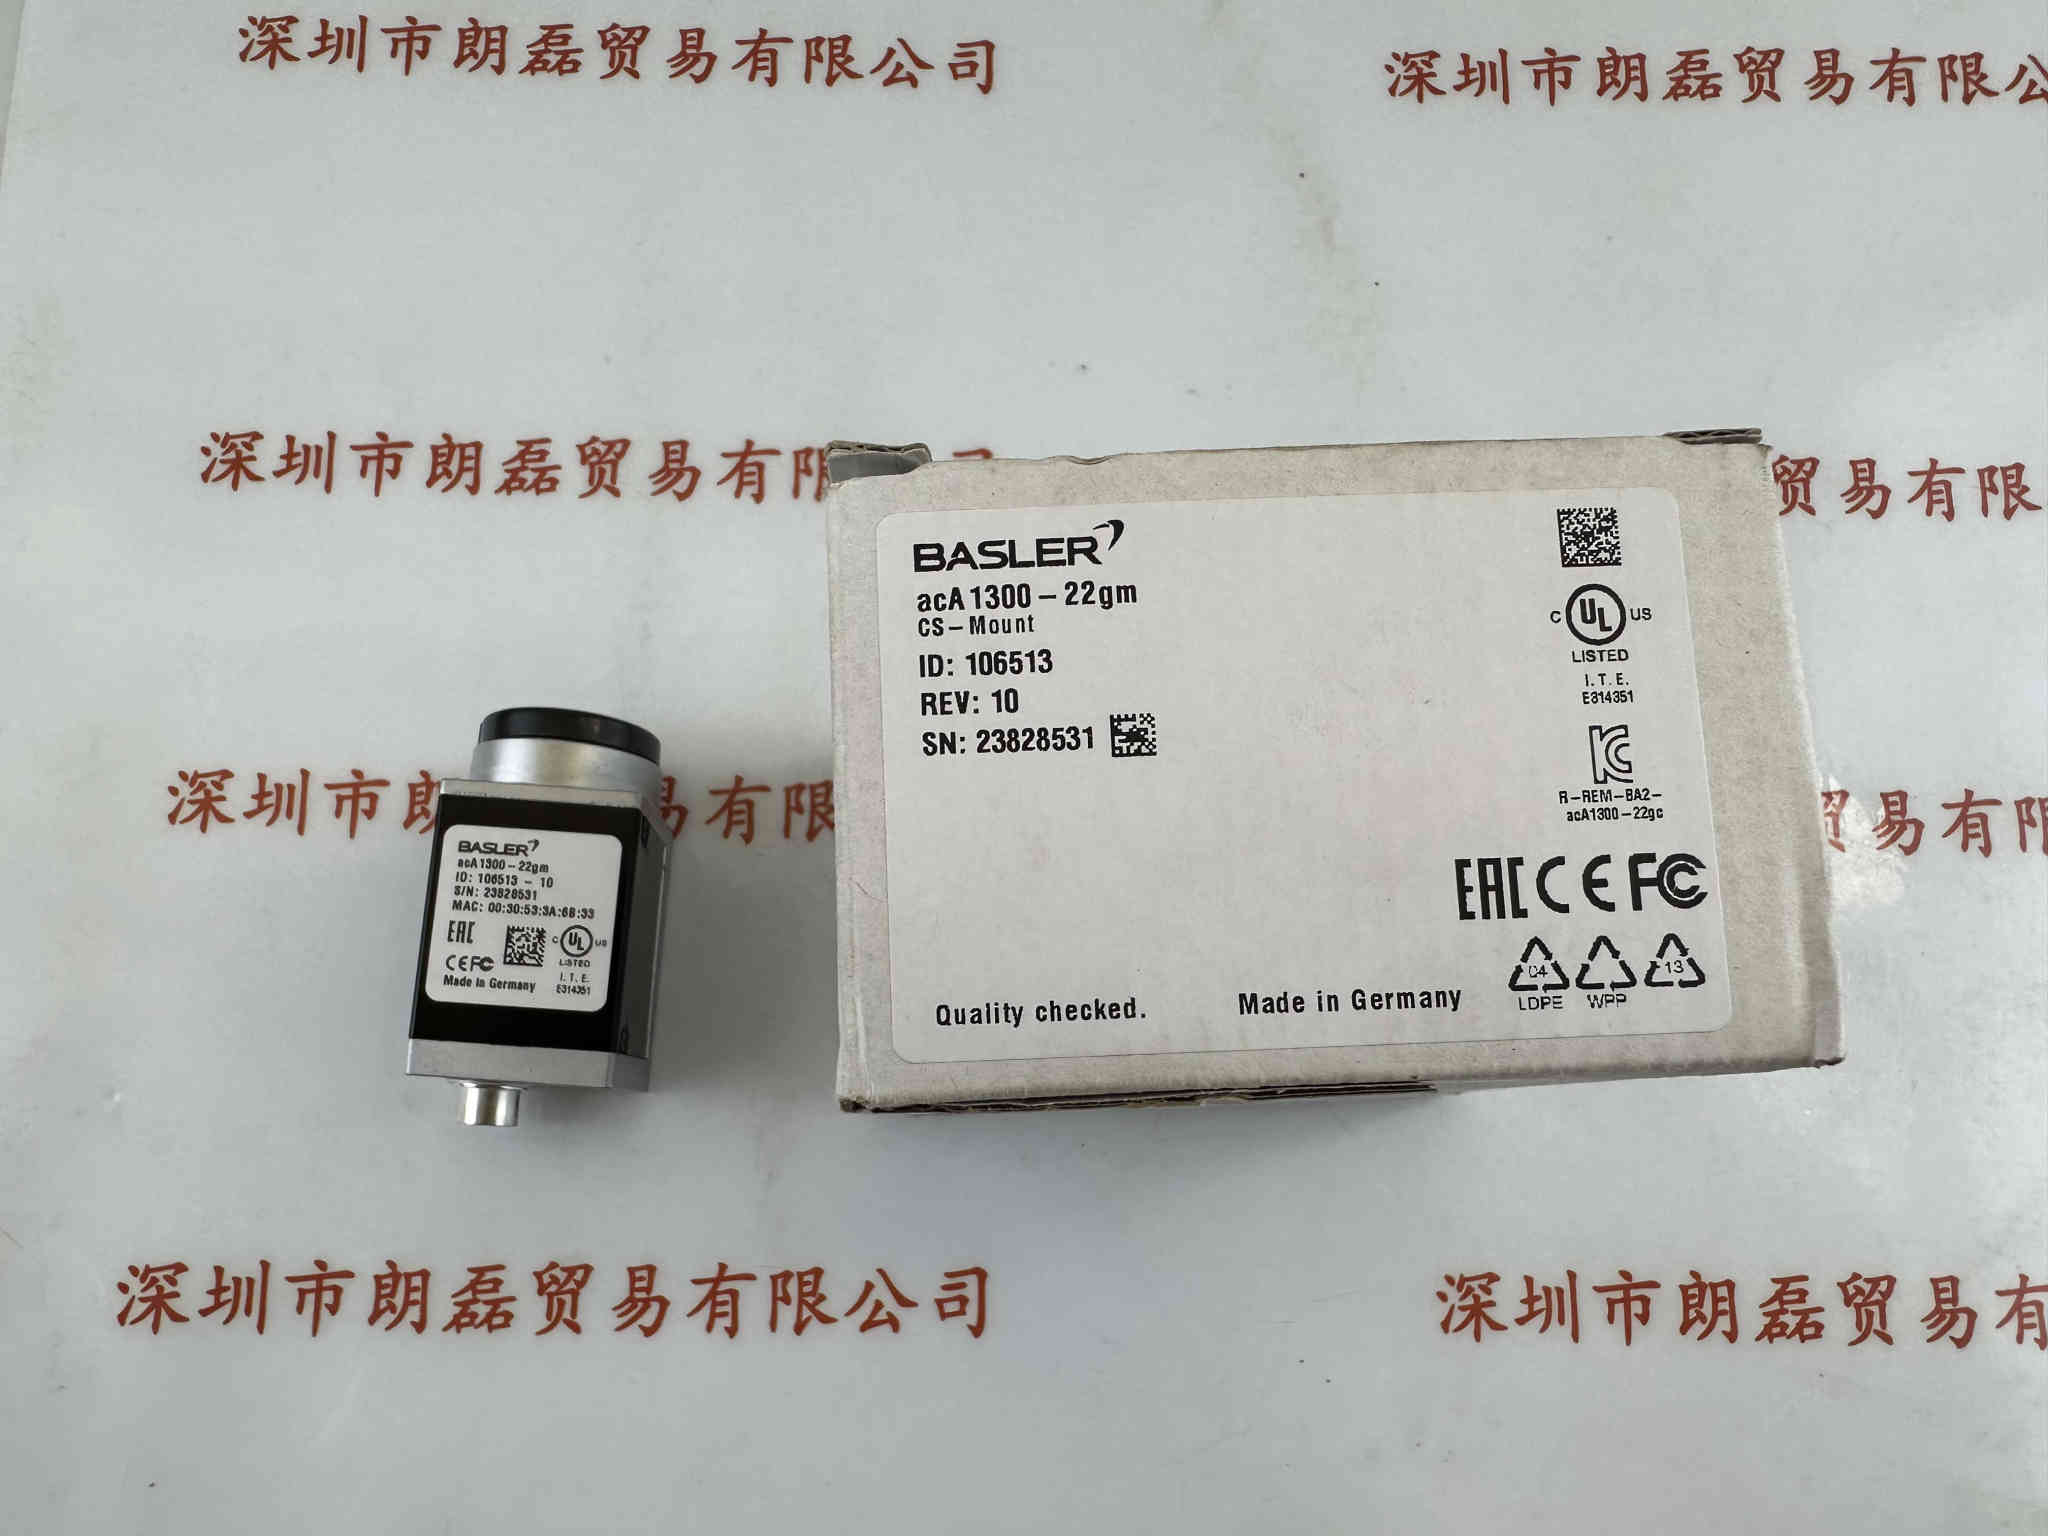 深圳市朗磊贸易有限公司
深圳市朗磊贸易有限公
深圳市朗磊贸易有限
贸易有限
深圳市朗
易有限
贸易有限
深圳市朗磊贸易有限公司
深圳市朗磊贸易有
BASLER
acA1300-22gm
ID: 106513 - 10
S/N: 23828531
MAC: 00:30:53:3A:6B:33
EAC
CE FC
C UL US
LISTED
I.T.E.
E314351
Made in Germany
BASLER
acA1300-22gm
CS-Mount
ID: 106513
REV: 10
SN: 23828531
C UL US
LISTED
I.T.E.
E314351
R-REM-BA2-
acA1300-22gc
EAC CE FC
04
LDPE
WPP
13
Quality checked.
Made in Germany